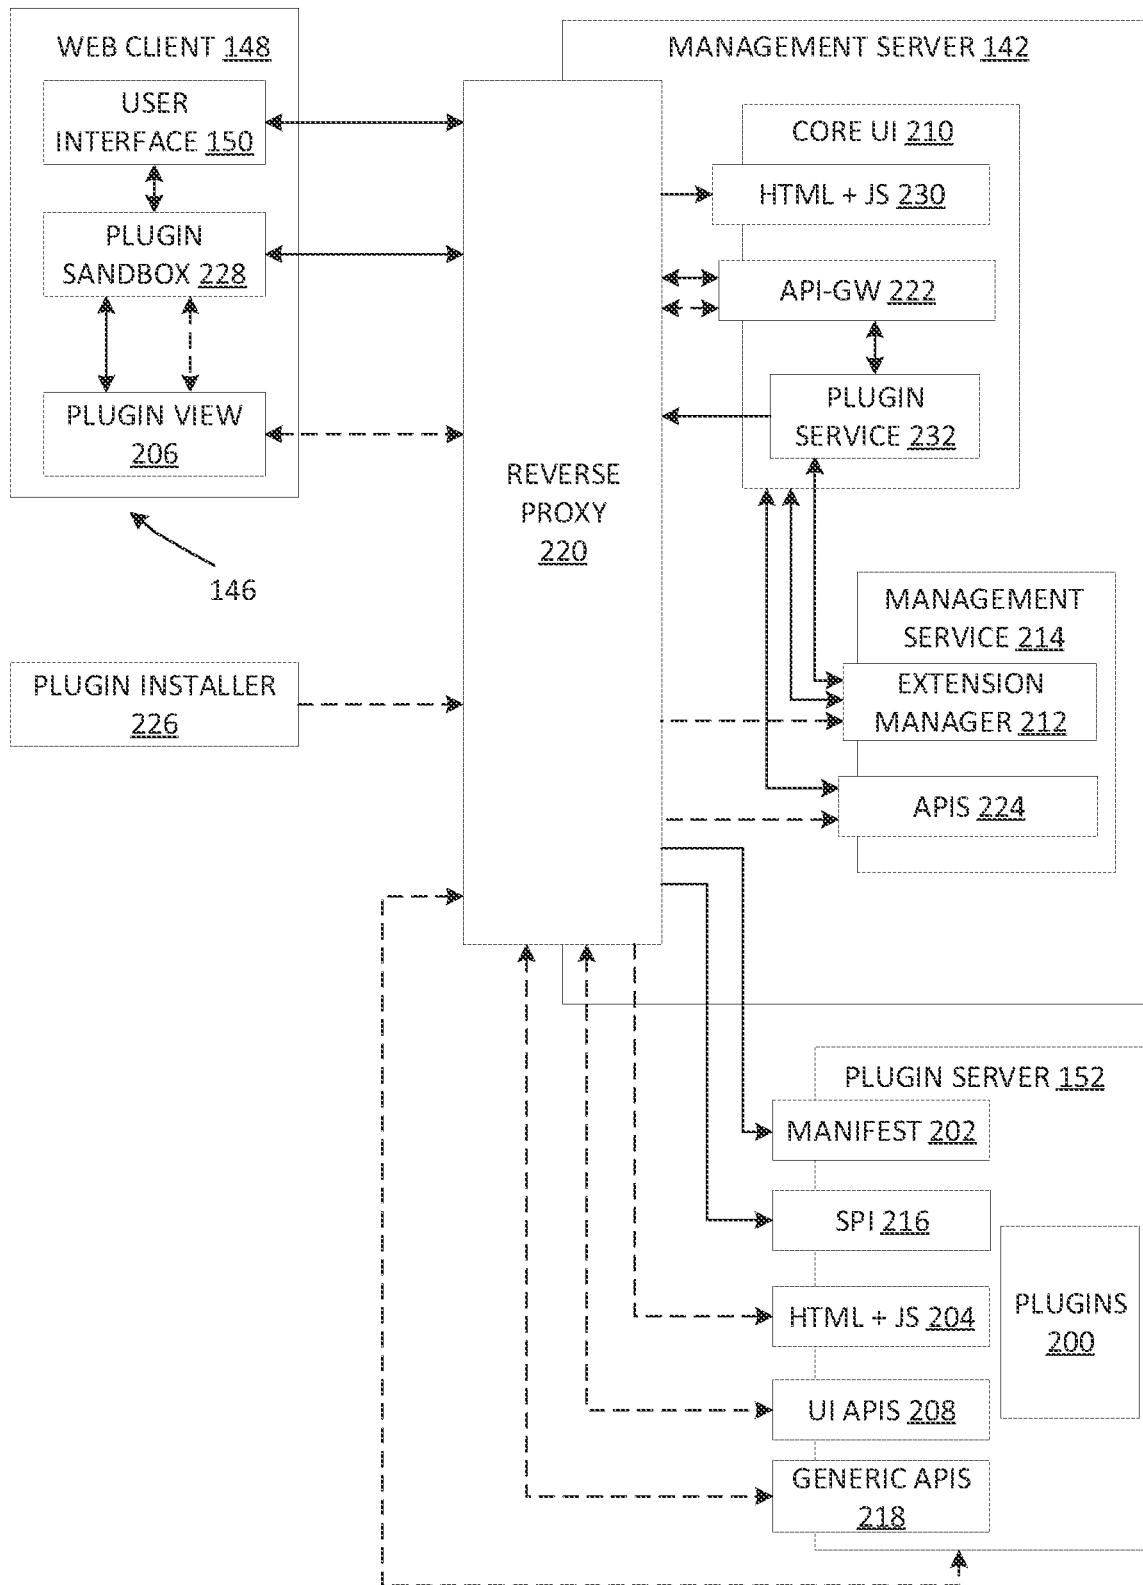 WEB CLIENT 148
USER
INTERFACE 150
PLUGIN
SANDBOX 228
PLUGIN VIEW
206
146
PLUGIN INSTALLER
226
REVERSE
PROXY
220
MANAGEMENT SERVER 142
CORE UI 210
HTML + JS 230
API-GW 222
PLUGIN
SERVICE 232
MANAGEMENT
SERVICE 214
EXTENSION
MANAGER 212
APIS 224
PLUGIN SERVER 152
MANIFEST 202
SPI 216
HTML + JS 204
UI APIS 208
GENERIC APIS
218
PLUGINS
200